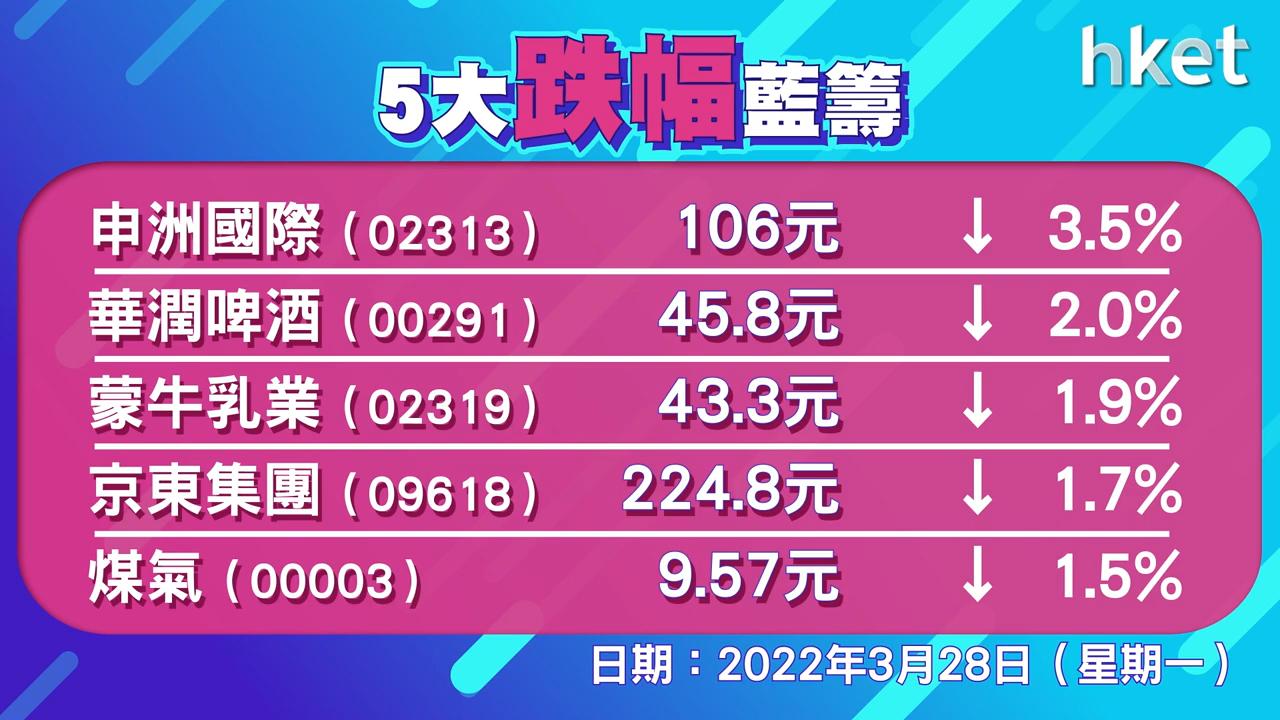 hket
5大跌幅藍籌
申洲國際(02313) 106元 ↓ 3.5%
華潤啤酒(00291) 45.8元 ↓ 2.0%
蒙牛乳業(02319) 43.3元 ↓ 1.9%
京東集團(09618) 224.8元 ↓ 1.7%
煤氣(00003) 9.57元 ↓ 1.5%
日期:2022年3月28日(星期一)